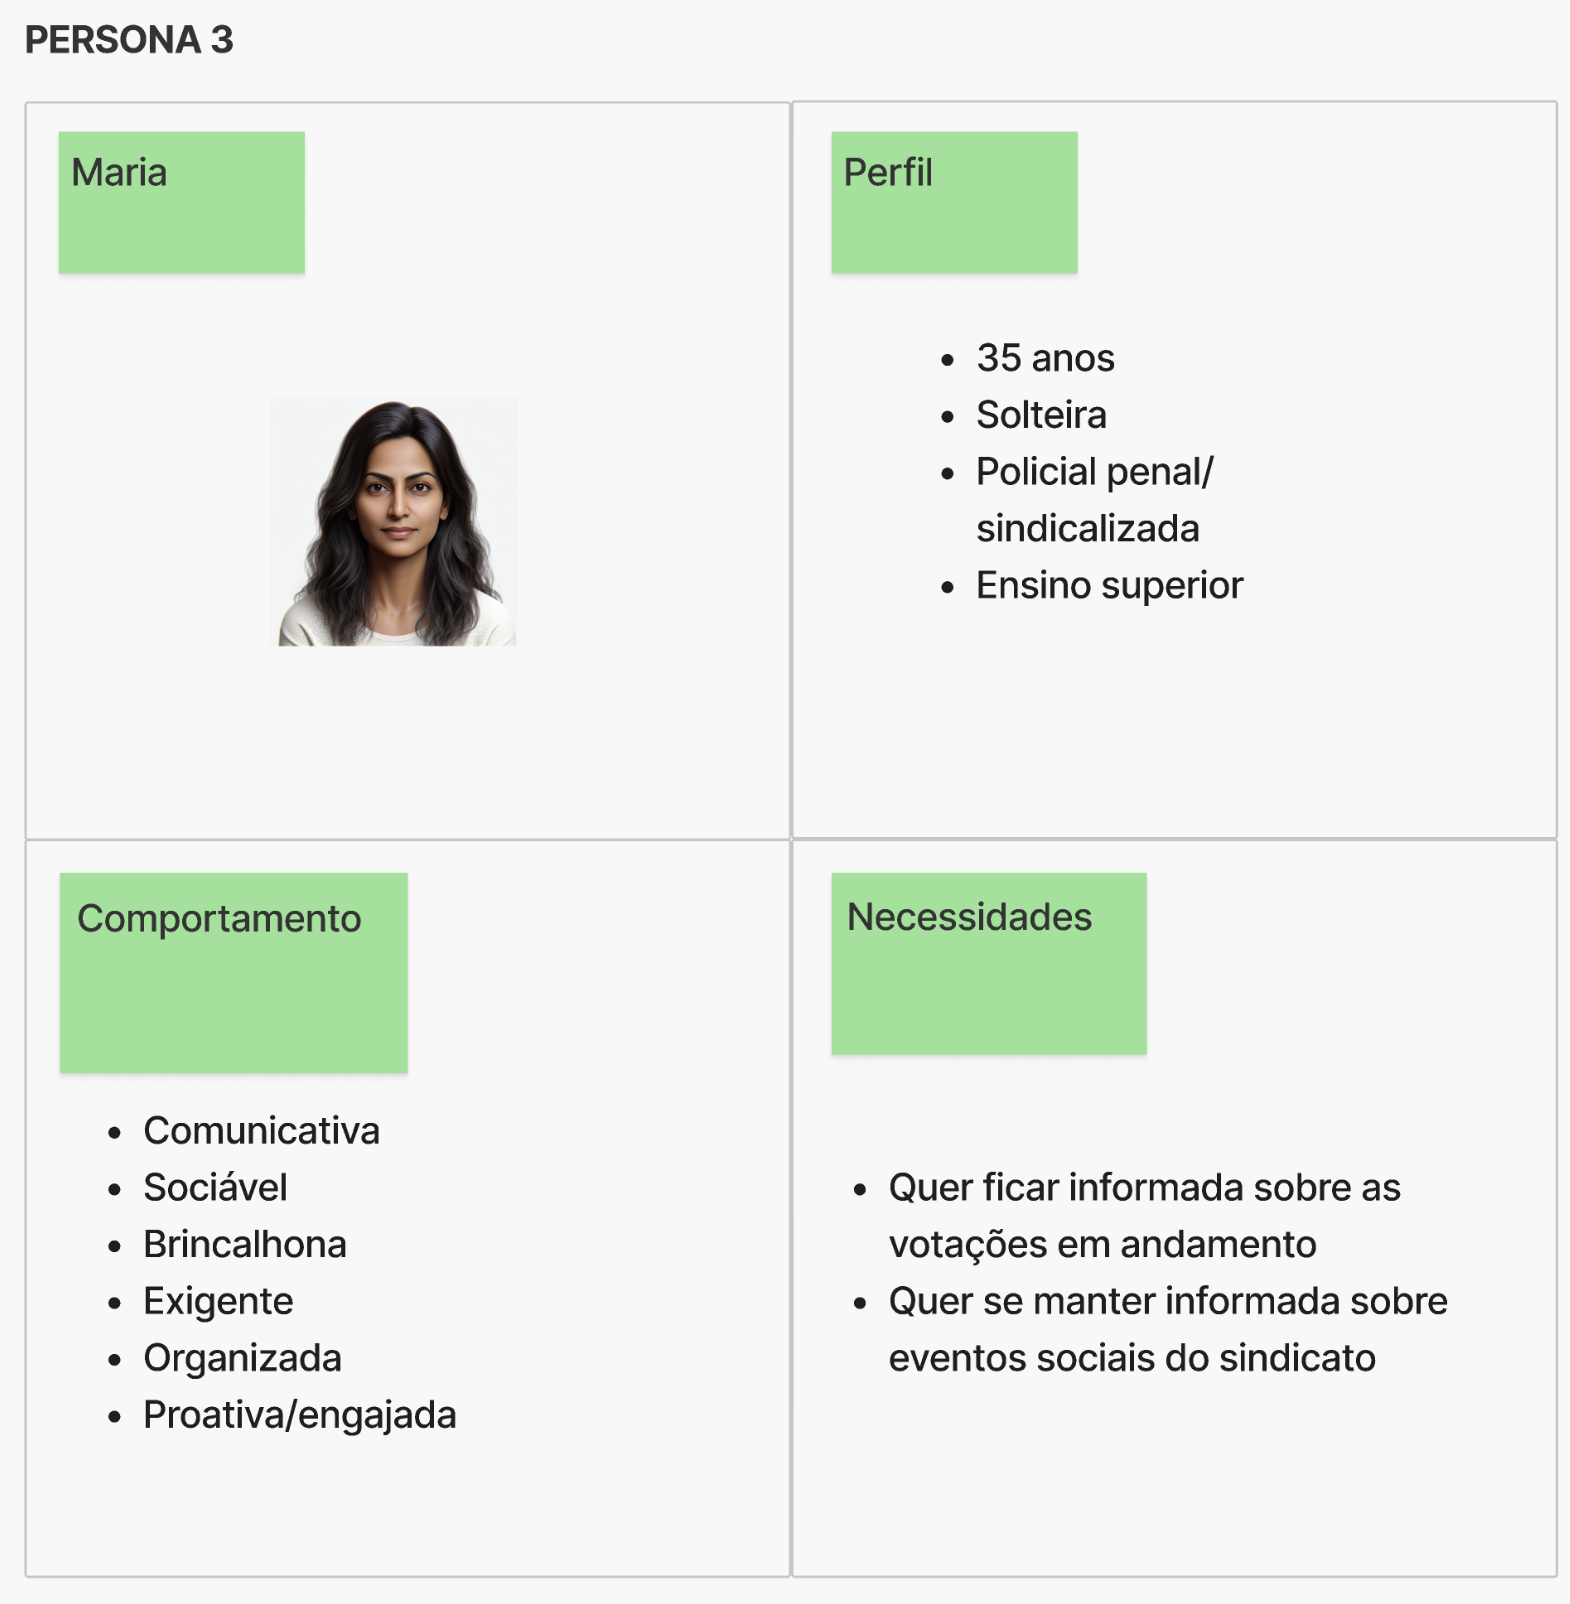 PERSONA 3
Maria
Perfil
35 anos
Solteira
Policial penal/
sindicalizada
Ensino superior
Comportamento
Comunicativa
Sociável
Brincalhona
Exigente
Organizada
Proativa/engajada
Necessidades
Quer ficar informada sobre as
votações em andamento
Quer se manter informada sobre
eventos sociais do sindicato